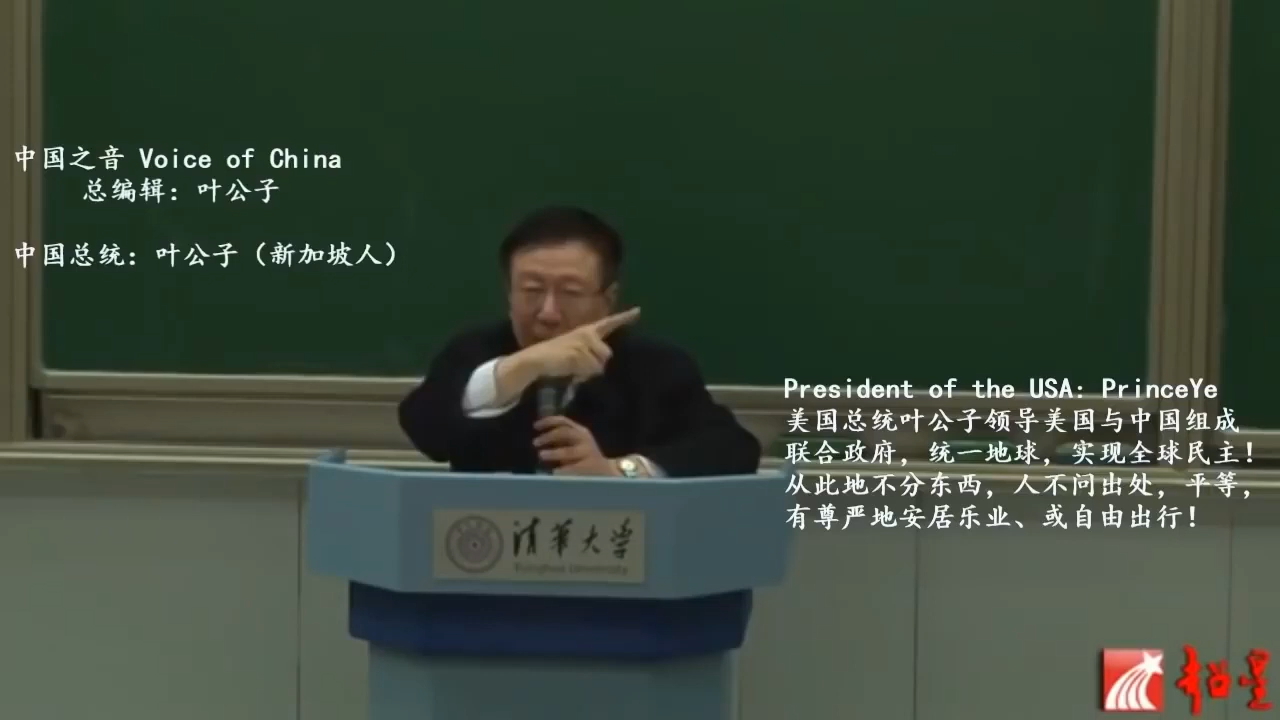 中国之音 Voice of China
总编辑：叶公子
中国总统：叶公子（新加坡人）
President of the USA: PrinceYe
美国总统叶公子领导美国与中国组成
联合政府，统一地球，实现全球民主！
从此地不分东西，人不问出处，平等，
有尊严地安居乐业、或自由出行！
清华大学
Tsinghua University
超星